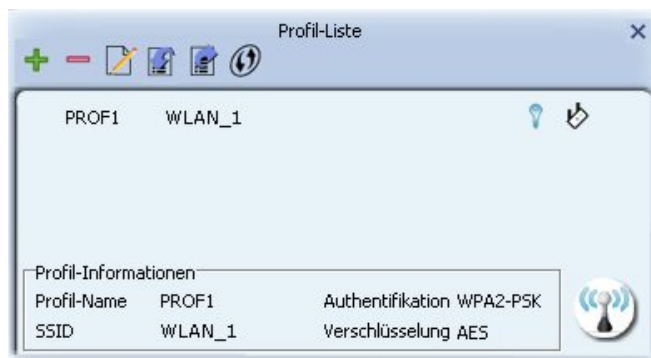 Profil-Liste
PROF1 WLAN_1
Profil-Informationen
Profil-Name PROF1 Authentifikation WPA2-PSK
SSID WLAN_1 Verschlüsselung AES